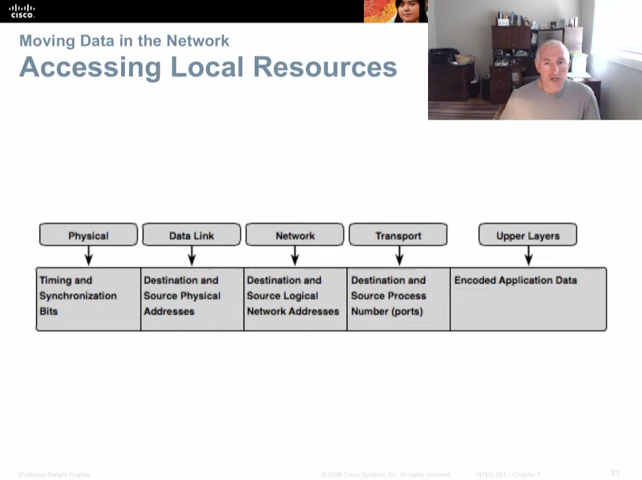 CISCO.
Moving Data in the Network
Accessing Local Resources
Physical
Data Link
Network
Transport
Upper Layers
Timing and
Synchronization
Bits
Destination and
Source Physical
Addresses
Destination and
Source Logical
Network Addresses
Destination and
Source Process
Number (ports)
Encoded Application Data
Professor Dwight Hughes
© 2008 Cisco Systems, Inc. All rights reserved.
31